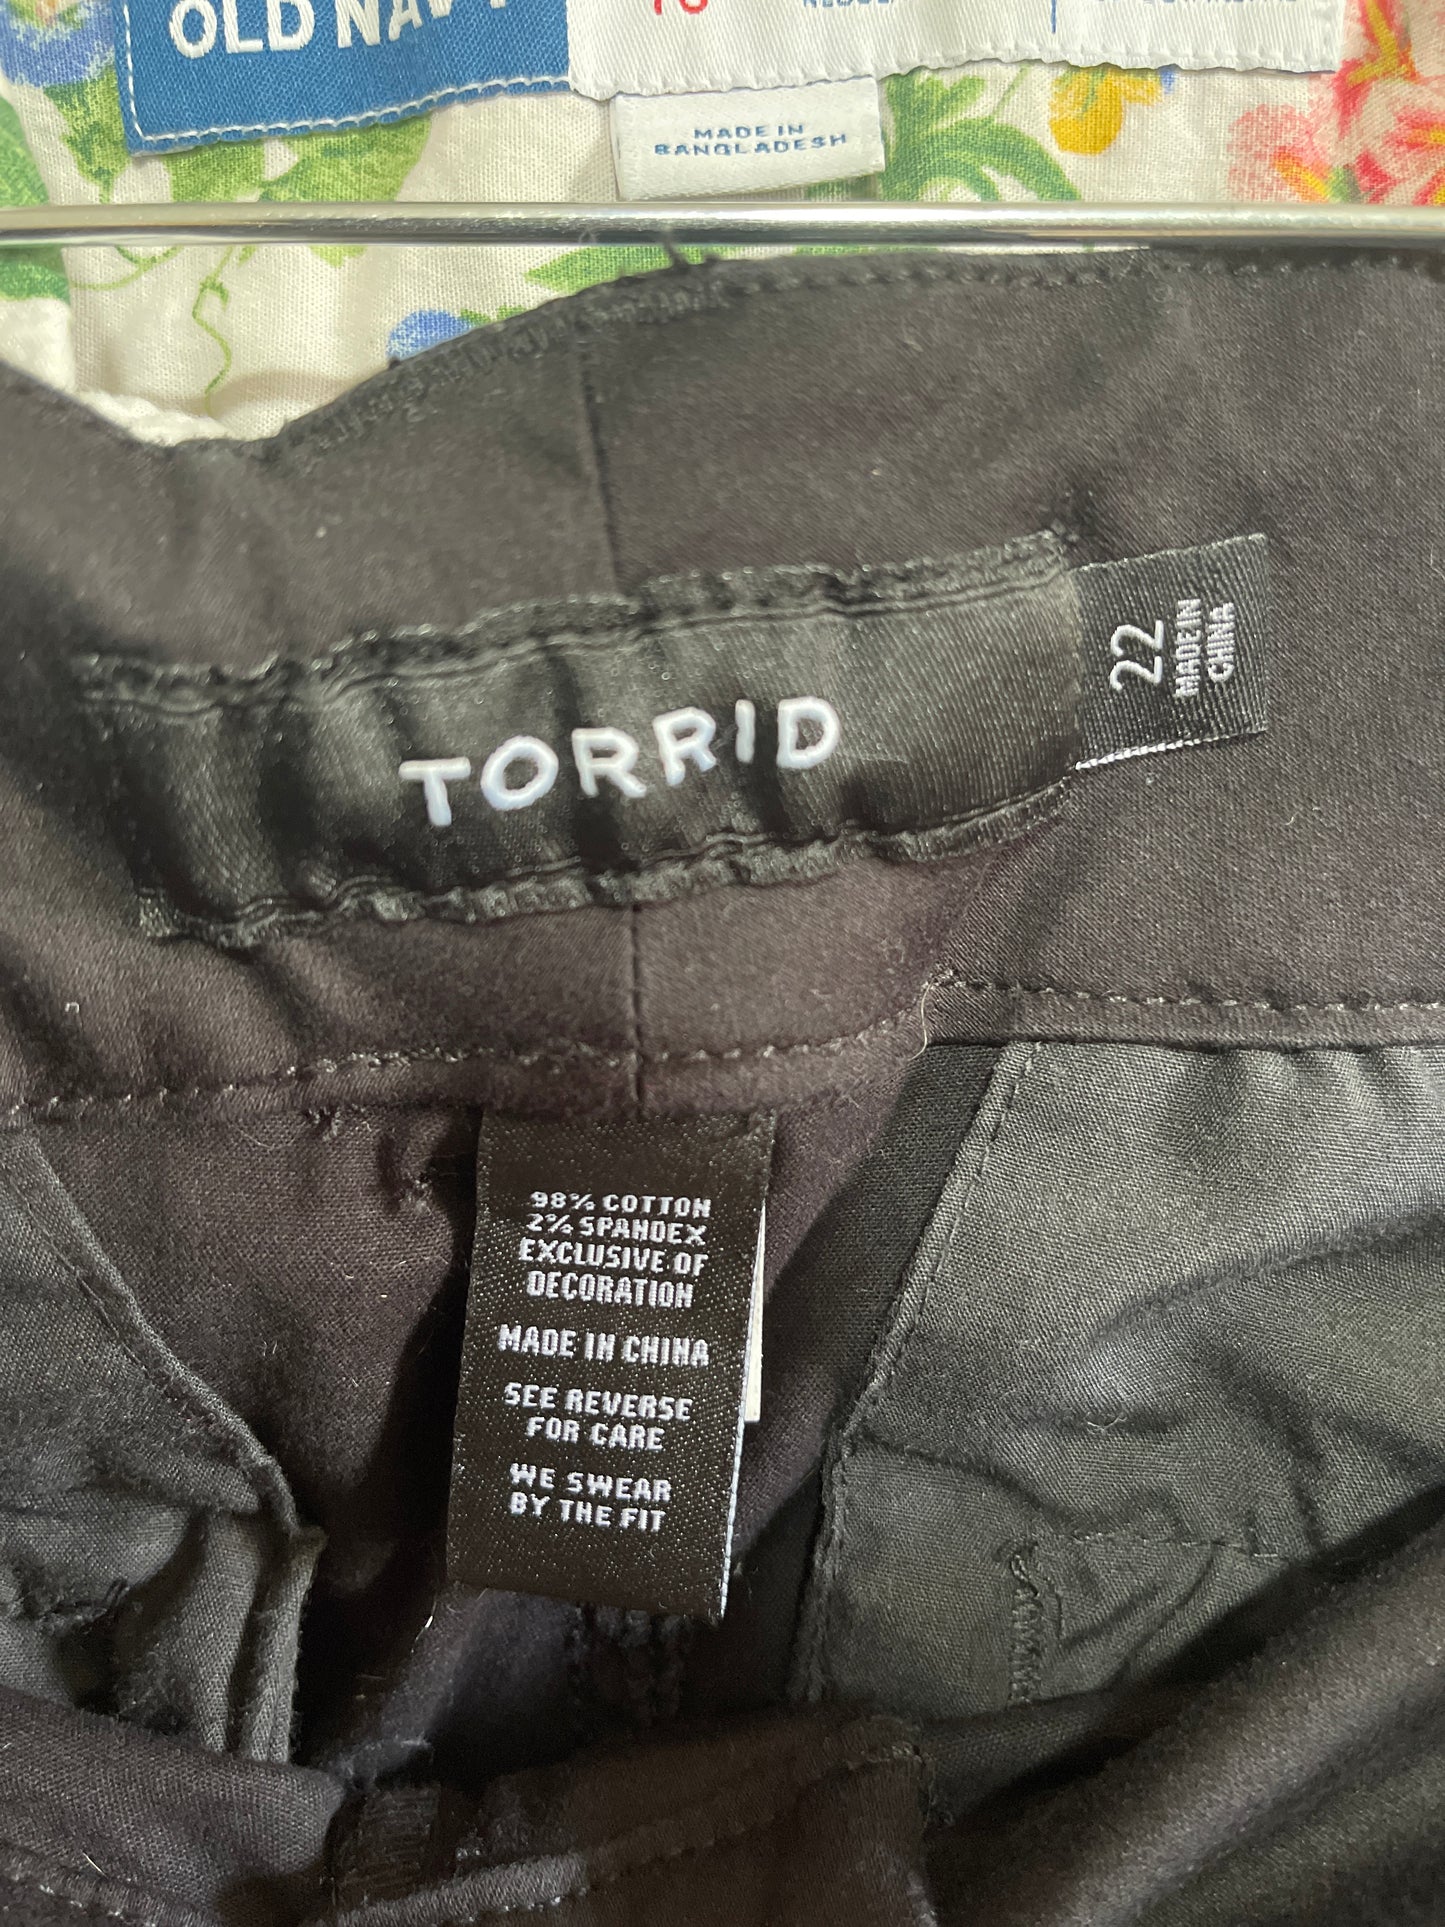 OLD NAVY
MADE IN
BANGLADESH
TORRID
22
MADE IN
CHINA
98% COTTON
2% SPANDEX
EXCLUSIVE OF
DECORATION
MADE IN CHINA
SEE REVERSE
FOR CARE
WE SWEAR
BY THE FIT